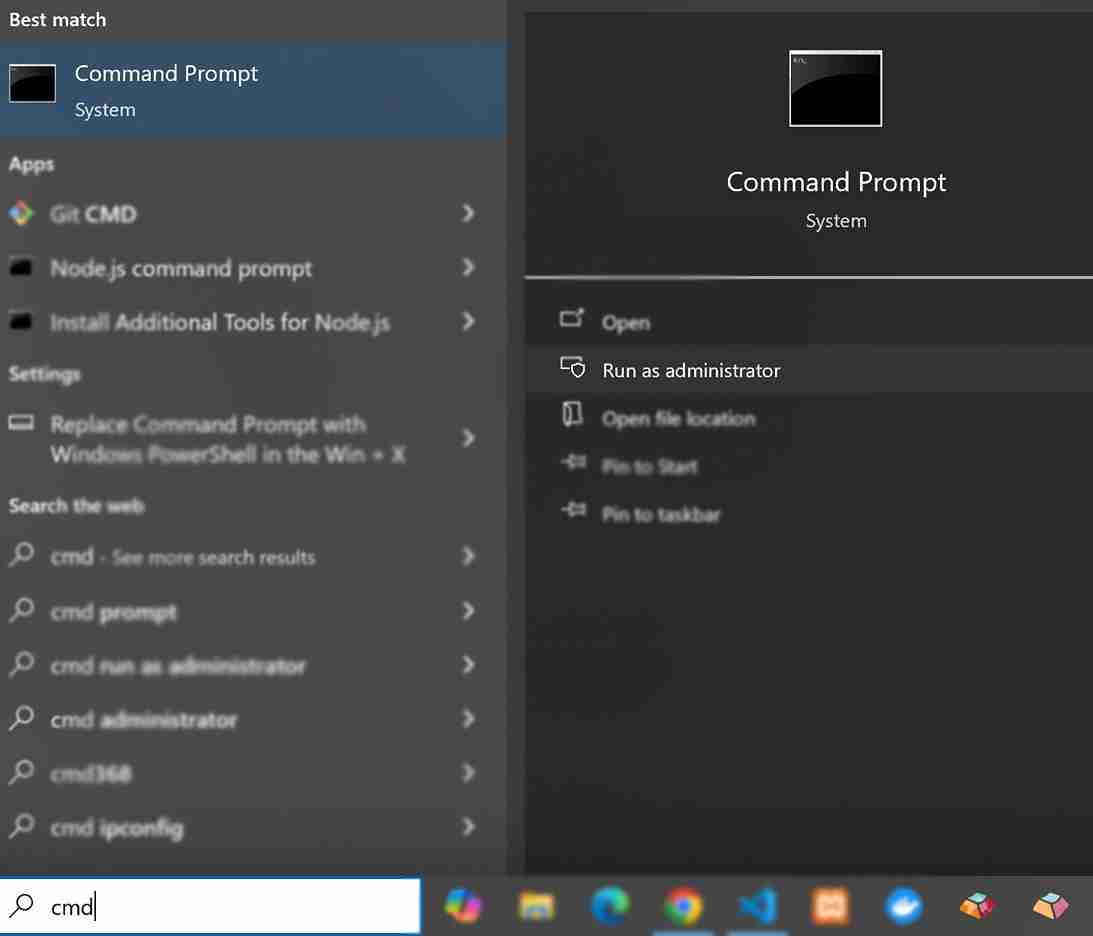 Best match
Command Prompt
System
Apps
Git CMD
Node.js command prompt
Install Additional Tools for Node.js
Settings
Replace Command Prompt with
Windows PowerShell in the Win + X
Search the web
cmd - See more search results
cmd prompt
cmd run as administrator
cmd administrator
cmd368
cmd ipconfig
cmd
Command Prompt
System
Open
Run as administrator
Open file location
Pin to Start
Pin to taskbar